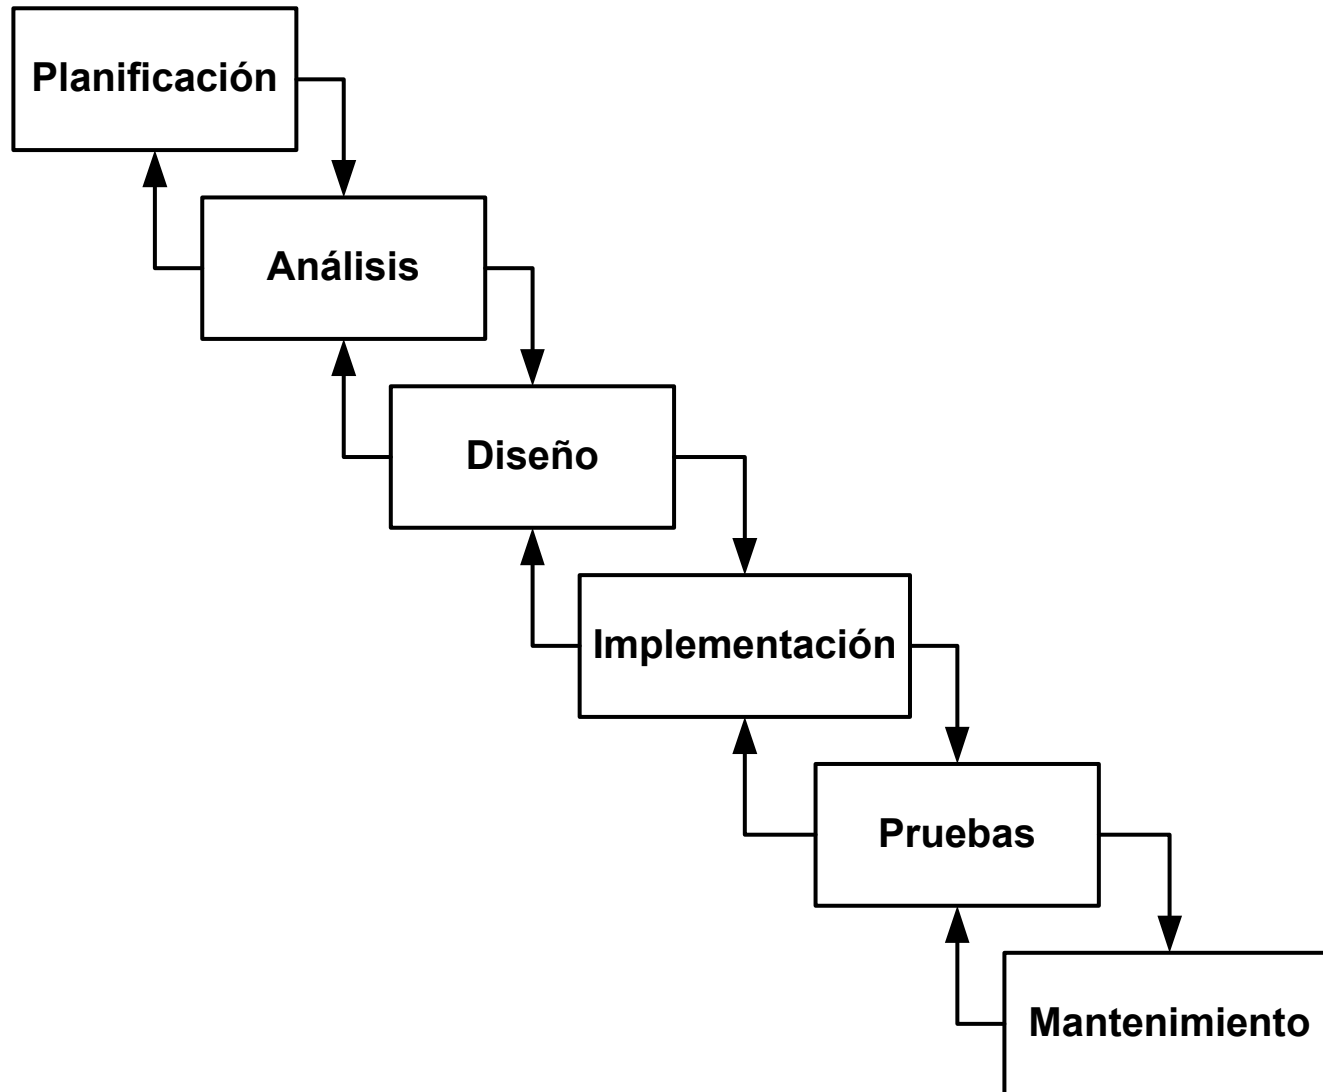 Planificación
Análisis
Diseño
Implementación
Pruebas
Mantenimiento